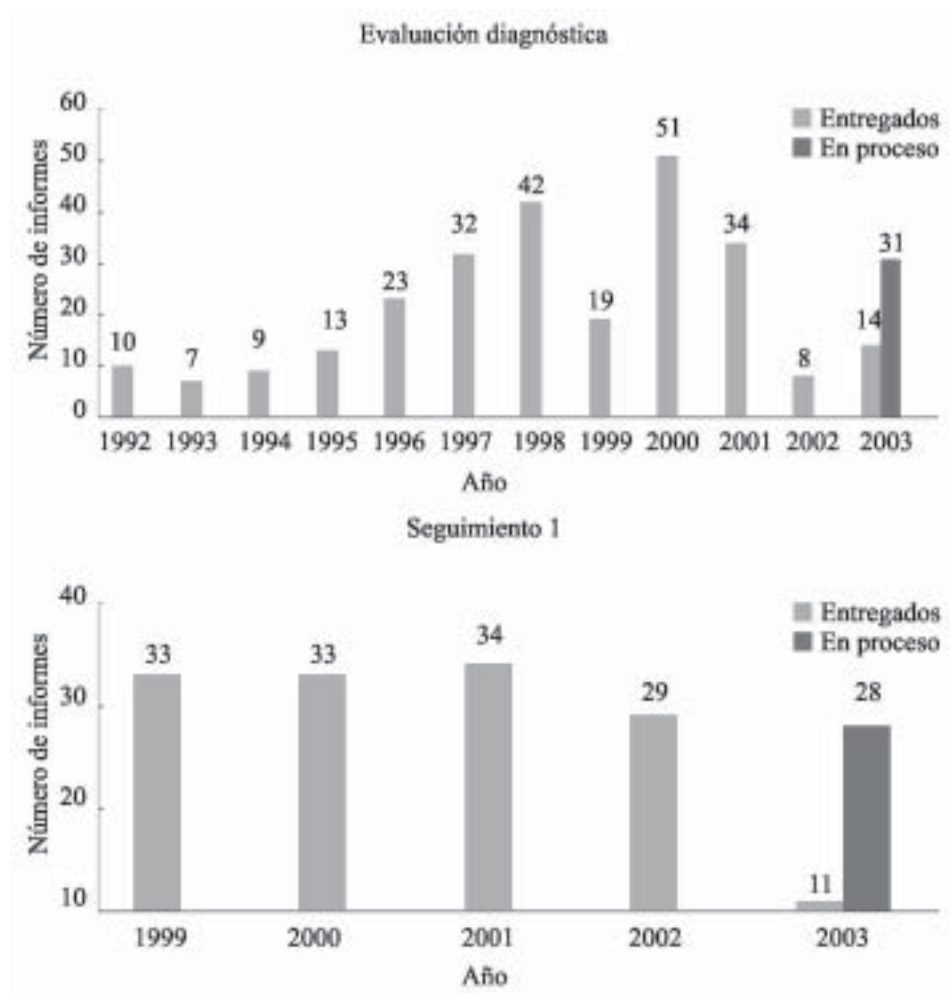 Evaluación diagnóstica
Número de informes
60
50
40
30
20
10
0
Entregados
En proceso
10
7
9
13
23
32
42
19
51
34
8
14
31
1992 1993 1994 1995 1996 1997 1998 1999 2000 2001 2002 2003
Año
Seguimiento 1
Número de informes
40
30
20
10
Entregados
En proceso
33
33
34
29
11
28
1999 2000 2001 2002 2003
Año